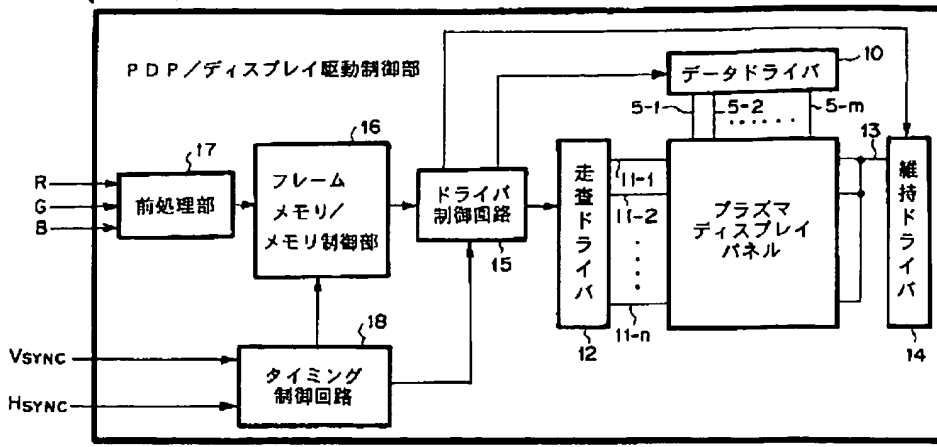 PDP/ディスプレイ駆動制御部
10
データドライバ
5-1
5-2
5-m
・・・・・・
16
17
13
R
G
B
前処理部
フレーム
メモリ/
メモリ制御部
ドライバ
制御回路
15
走査ドライバ
11-1
11-2
・・・・
11-n
12
プラズマ
ディスプレイ
パネル
維持ドライバ
14
18
VSYNC
HSYNC
タイミング
制御回路